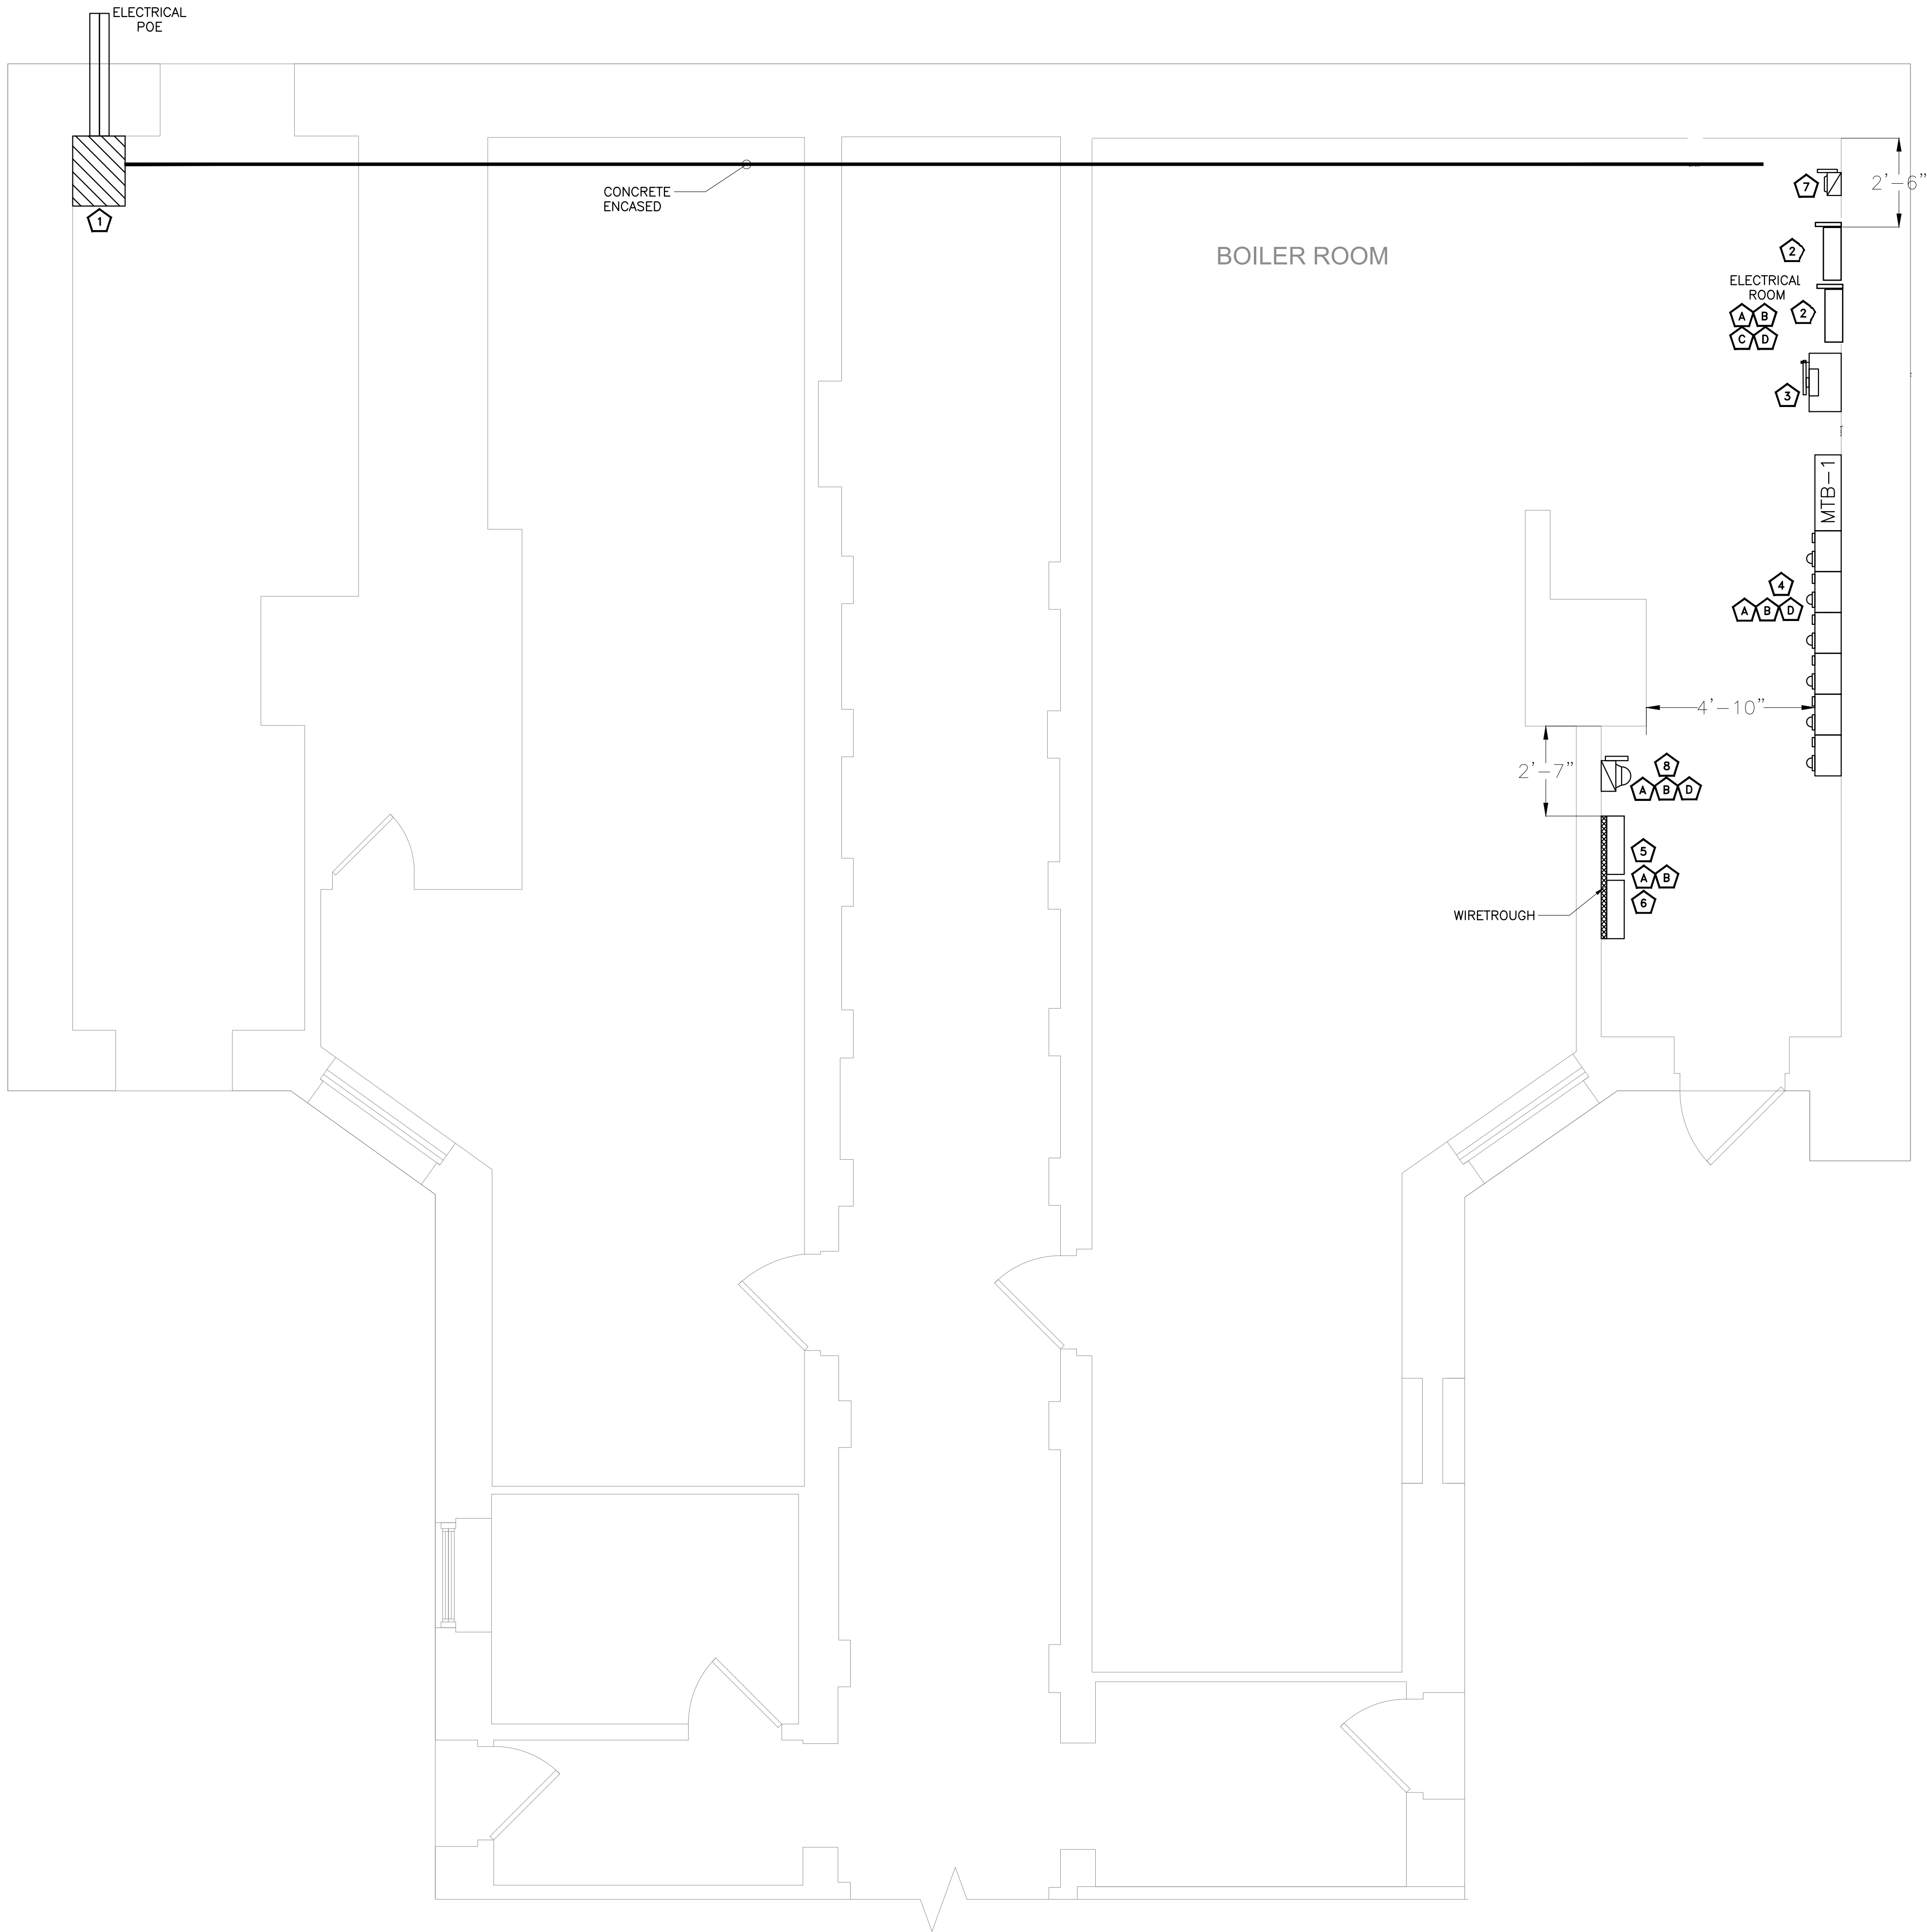 ELECTRICAL
POE
1
CONCRETE
ENCASED
BOILER ROOM
7
2'-6"
2
ELECTRICAL
ROOM
2
A B
C D
3
MTB-1
4
A B D
4'-10"
2'-7"
8
A B D
5
A B
6
WIRETROUGH